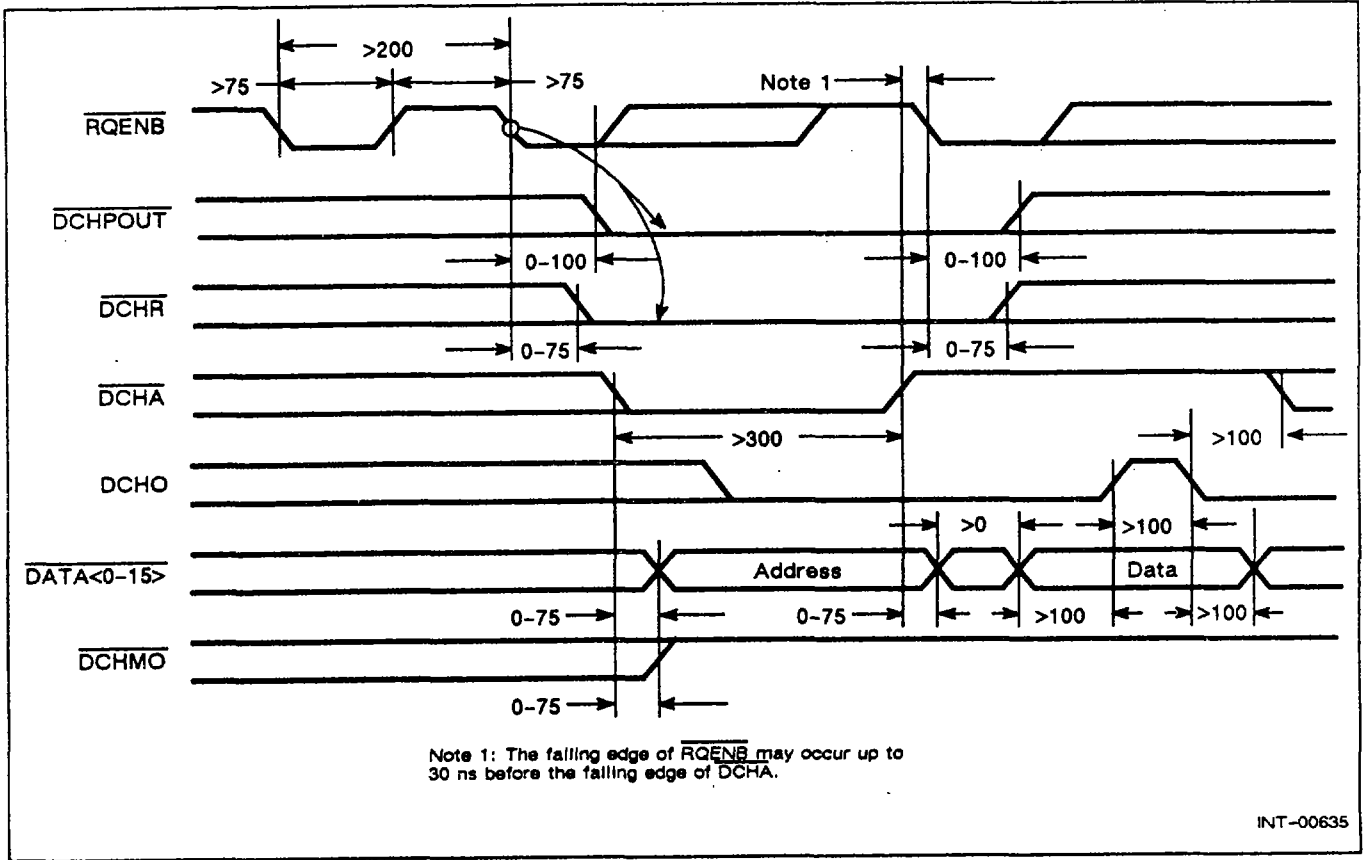 >200
>75
>75
Note 1
RQENB
DCHPOUT
0-100
0-100
DCHR
0-75
0-75
DCHA
>300
>100
DCHO
>0
>100
DATA<0-15>
Address
Data
0-75
0-75
>100
>100
DCHMO
0-75
Note 1: The falling edge of RQENB may occur up to
30 ns before the falling edge of DCHA.
INT-00635